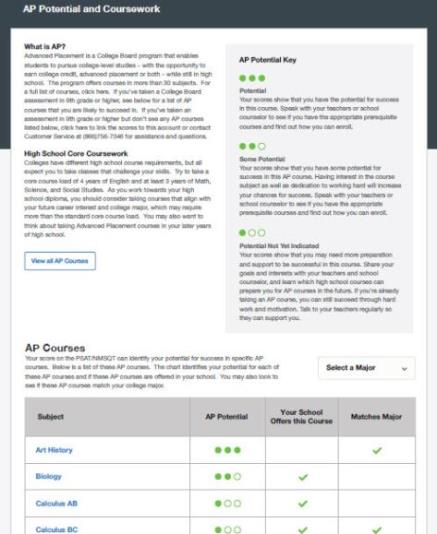 AP Potential and Coursework
What is AP?
Advanced Placement is a College Board program that enables
students to pursue college-level studies - with the opportunity to
earn college credit, advanced placement or both - while still in high
school. The program offers courses in more than 30 subjects. For
a full list of courses, click here. If you've taken a College Board
assessment in 9th grade or higher, see below for a list of AP
courses that you are likely to succeed in. If you've taken an
assessment in 9th grade or higher but don't see any AP courses
listed below, click here to link the scores to this account or contact
Customer Service at (866)756-7346 for assistance and questions.
High School Core Coursework
Colleges have different high school course requirements, but all
expect you to take classes that challenge your skills. Try to take a
core course load of 4 years of English and at least 3 years of Math,
Science, and Social Studies. As you work towards your high
school diploma, you should consider taking courses that align with
your future career interest and college major, which may require
more than the standard core course load. You may also want to
think about taking Advanced Placement courses in your later years
of high school.
View all AP Courses
AP Potential Key
Potential
Your scores show that you have the potential for success
in this course. Speak with your teachers or school
counselor to see if you have the appropriate prerequisite
courses and find out how you can enroll.
Some Potential
Your scores show that you have some potential for
success in this AP course. Having interest in the course
subject as well as dedication to working hard will increase
your chances for success. Speak with your teachers or
school counselor to see if you have the appropriate
prerequisite courses and find out how you can enroll.
Potential Not Yet Indicated
Your score show that you may need more preparation
and support to be successful in this course. Share your
goals and interests with your teachers and school
counselor, and learn which high school courses can
prepare you for AP courses in the future. If you're already
taking an AP course, you can still succeed through hard
work and motivation. Talk to your teachers regularly so
they can support you.
AP Courses
Your score on the PSAT/NMSQT can identify your potential for success in specific AP
courses. Below is a list of these AP courses. The chart identifies your potential for each of
these AP courses and if these AP courses are offered in your school. You may also look to
see if these AP courses match your college major.
Select a Major
Subject AP Potential Your School Offers this Course Matches Major
Art History
Biology
Calculus AB
Calculus BC